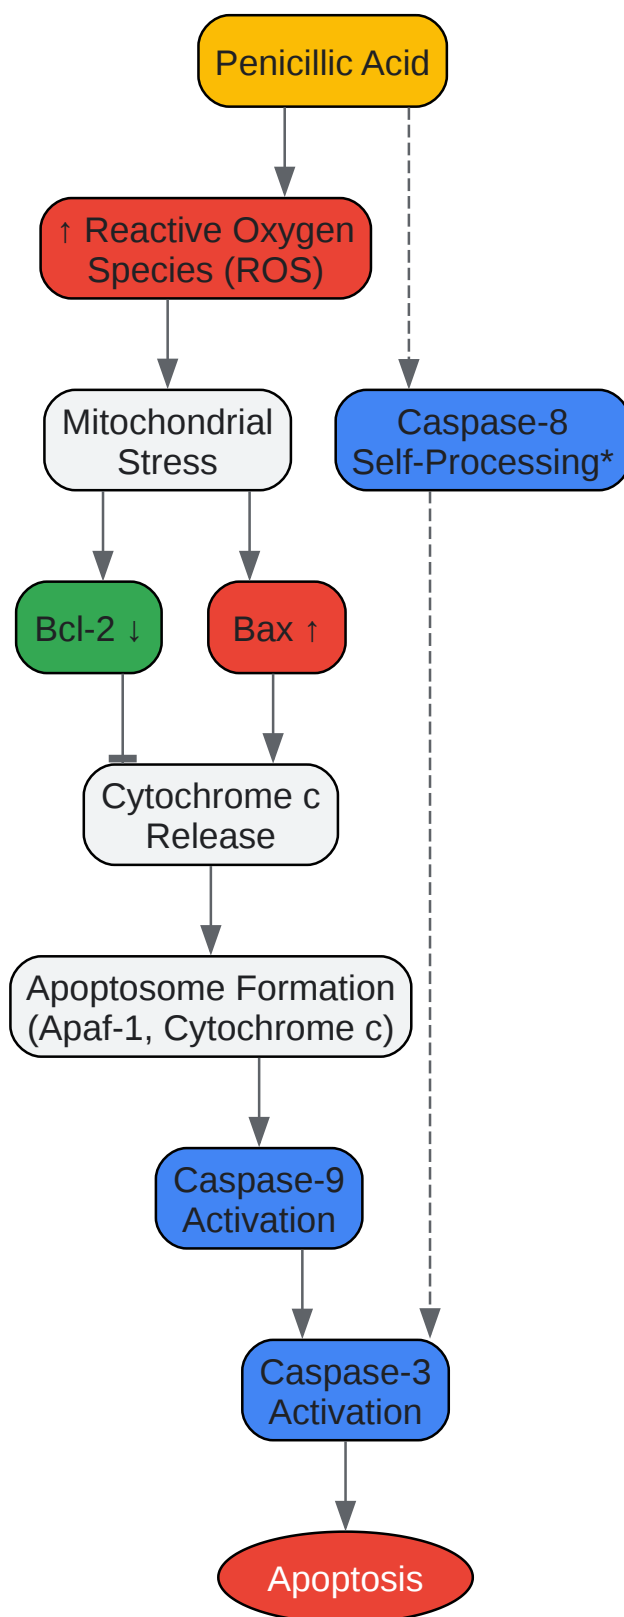 Penicillic Acid
↑ Reactive Oxygen
Species (ROS)
Mitochondrial
Stress
Caspase-8
Self-Processing*
Bcl-2 ↓
Bax ↑
Cytochrome c
Release
Apoptosome Formation
(Apaf-1, Cytochrome c)
Caspase-9
Activation
Caspase-3
Activation
Apoptosis